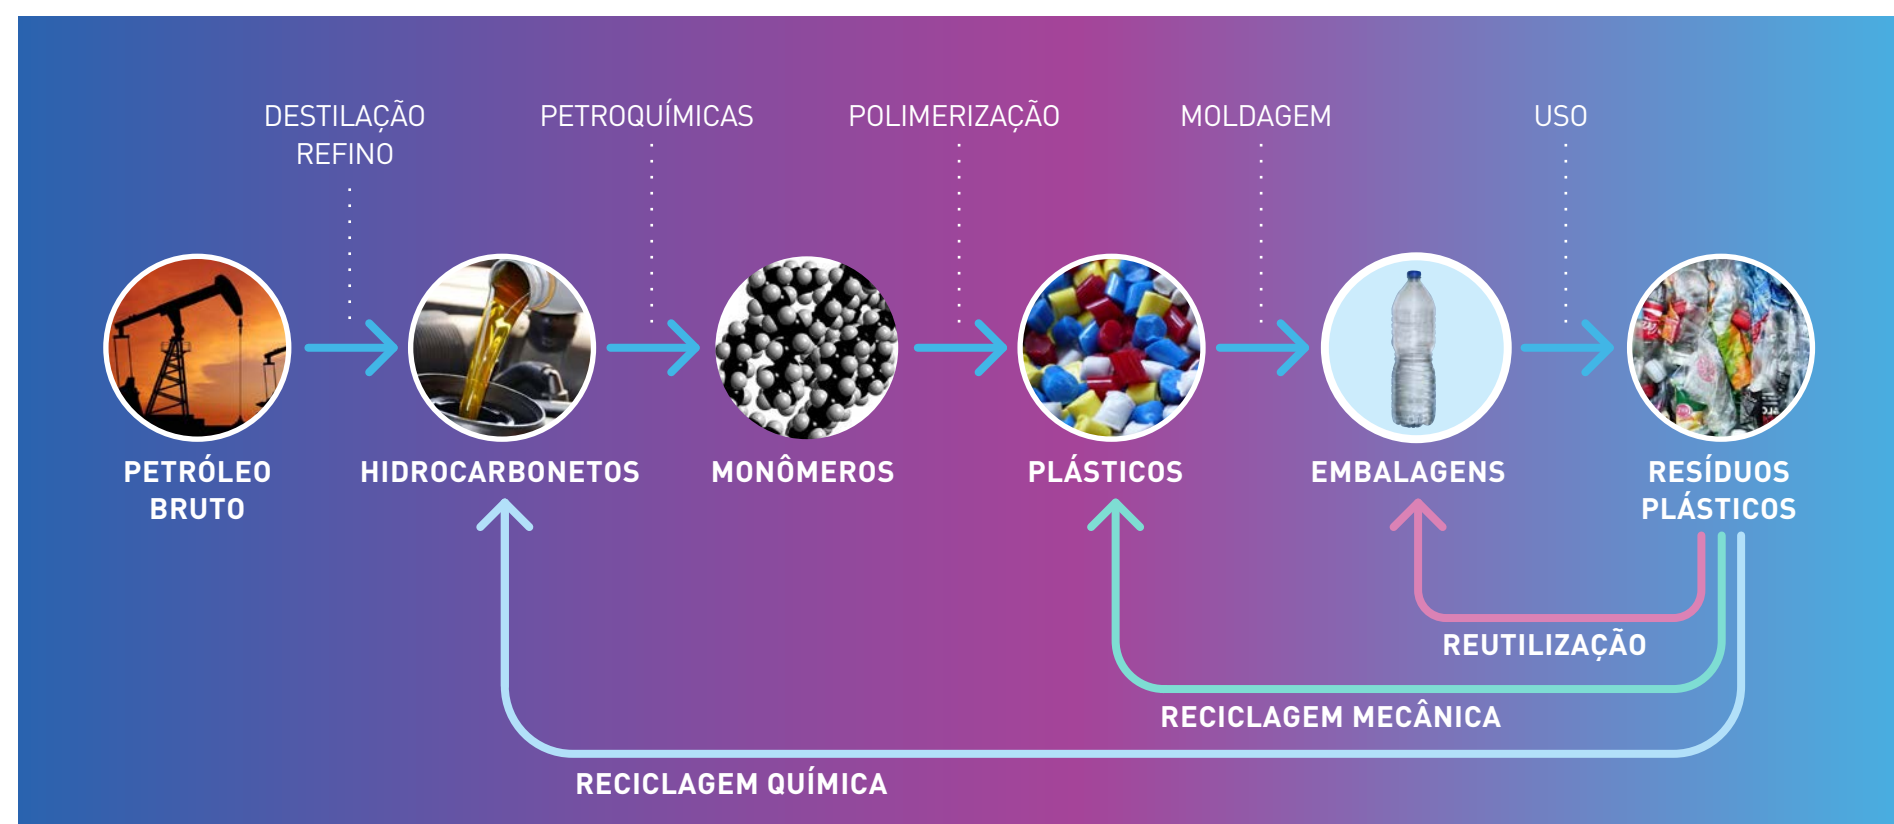 DESTILAÇÃO
REFINO
PETROQUÍMICAS
POLIMERIZAÇÃO
MOLDAGEM
USO
PETRÓLEO
BRUTO
HIDROCARBONETOS
MONÔMEROS
PLÁSTICOS
EMBALAGENS
RESÍDUOS
PLÁSTICOS
REUTILIZAÇÃO
RECICLAGEM MECÂNICA
RECICLAGEM QUÍMICA